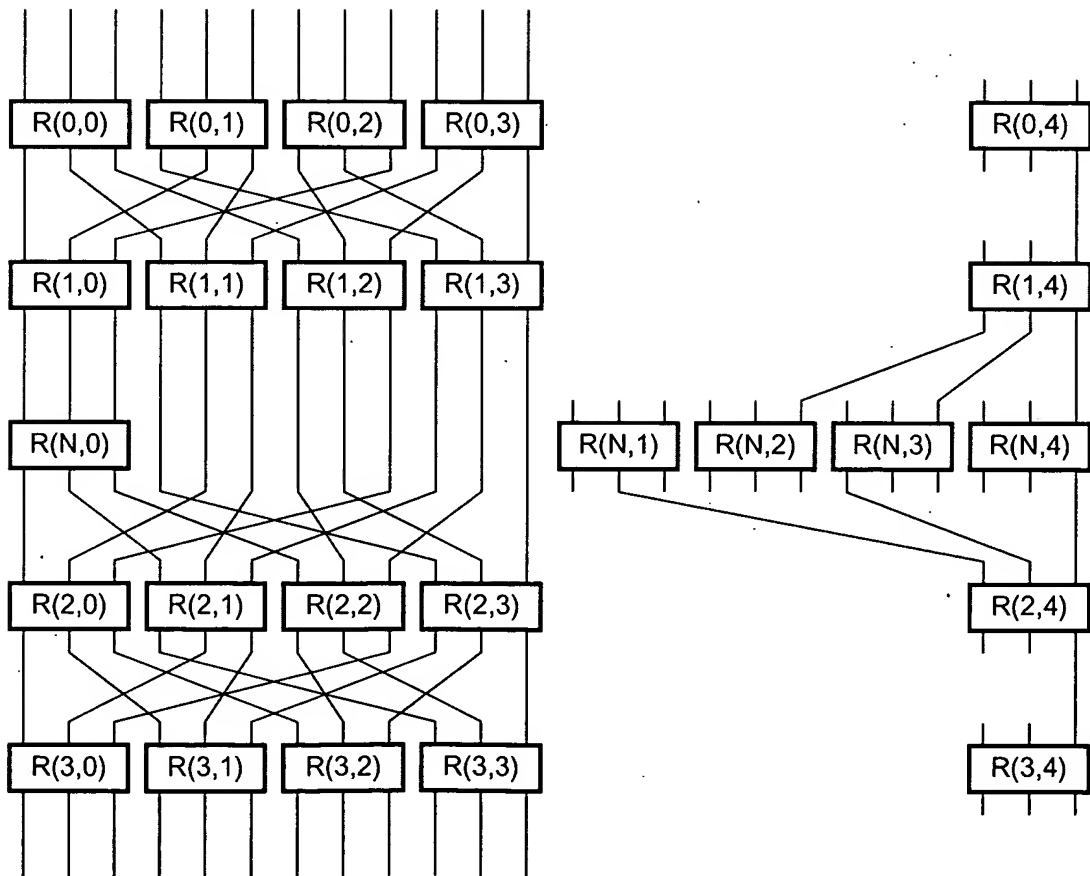 R(0,0) R(0,1) R(0,2) R(0,3) R(0,4)
R(1,0) R(1,1) R(1,2) R(1,3) R(1,4)
R(N,0) R(N,1) R(N,2) R(N,3) R(N,4)
R(2,0) R(2,1) R(2,2) R(2,3) R(2,4)
R(3,0) R(3,1) R(3,2) R(3,3) R(3,4)